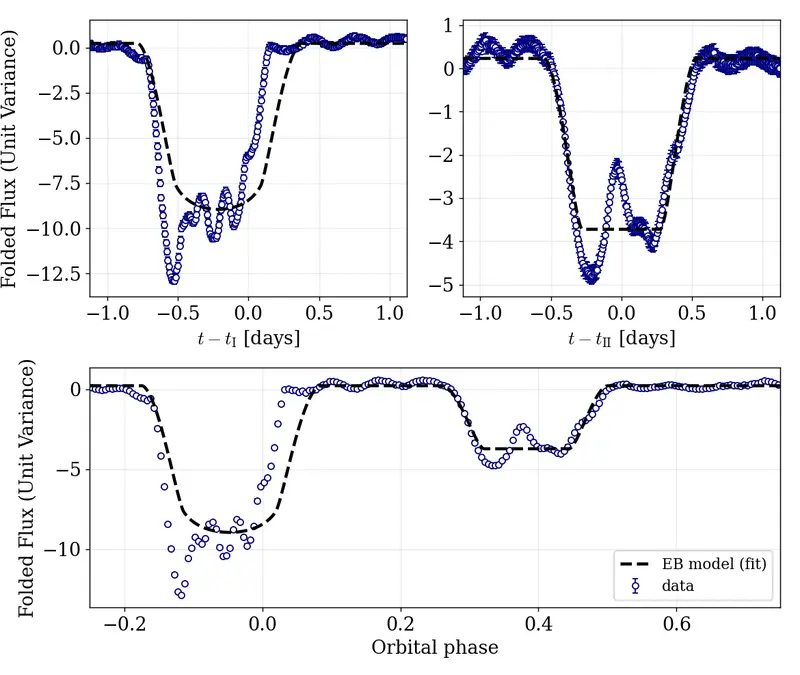 Folded Flux (Unit Variance)
0.0
−2.5
−5.0
−7.5
−10.0
−12.5
−1.0 −0.5 0.0 0.5 1.0
t − tI [days]
1
0
−1
−2
−3
−4
−5
−1.0 −0.5 0.0 0.5 1.0
t − tII [days]
Folded Flux (Unit Variance)
0
−5
−10
−0.2 0.0 0.2 0.4 0.6
Orbital phase
EB model (fit)
data